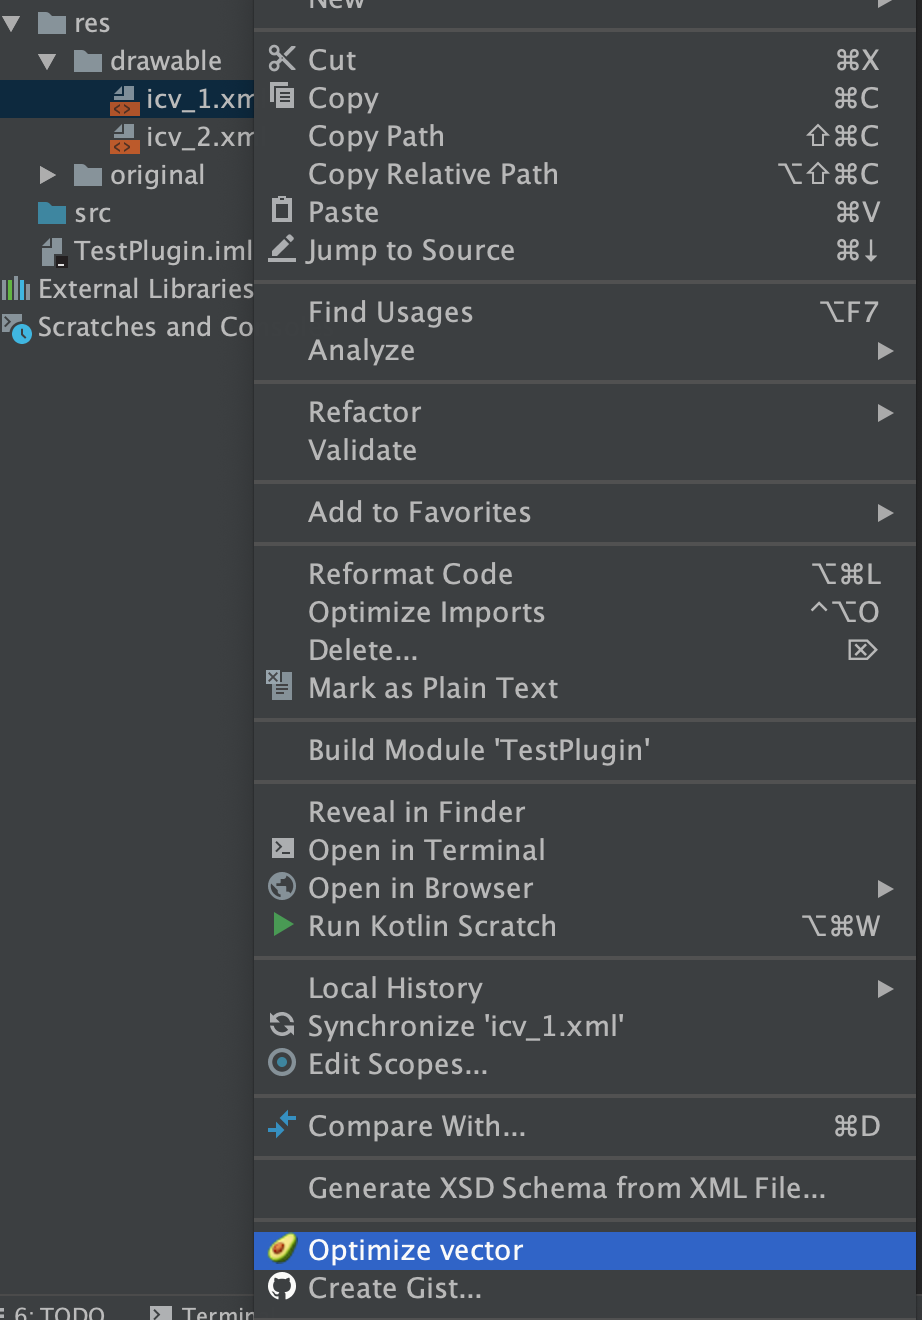 res
drawable
icv_1.xm
icv_2.xm
original
src
TestPlugin.iml
External Libraries
Scratches and Co
New
Cut ⌘X
Copy ⌘C
Copy Path ⇧⌘C
Copy Relative Path ⌥⇧⌘C
Paste ⌘V
Jump to Source ⌘↓
Find Usages ⌥F7
Analyze
Refactor
Validate
Add to Favorites
Reformat Code ⌥⌘L
Optimize Imports ^⌥O
Delete... ⌦
Mark as Plain Text
Build Module 'TestPlugin'
Reveal in Finder
Open in Terminal
Open in Browser
Run Kotlin Scratch ⌥⌘W
Local History
Synchronize 'icv_1.xml'
Edit Scopes...
Compare With... ⌘D
Generate XSD Schema from XML File...
Optimize vector
Create Gist...
6: TODO Termin